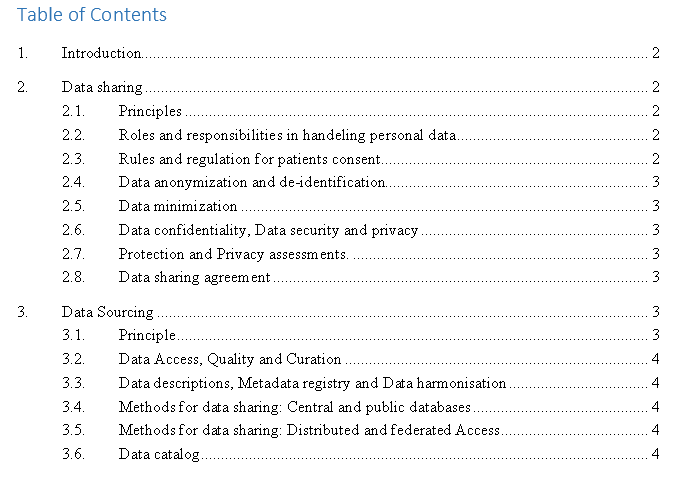 Table of Contents
1. Introduction 2
2. Data sharing 2
2.1. Principles 2
2.2. Roles and responsibilities in handeling personal data 2
2.3. Rules and regulation for patients consent 2
2.4. Data anonymization and de-identification 3
2.5. Data minimization 3
2.6. Data confidentiality, Data security and privacy 3
2.7. Protection and Privacy assessments. 3
2.8. Data sharing agreement 3
3. Data Sourcing 3
3.1. Principle 3
3.2. Data Access, Quality and Curation 4
3.3. Data descriptions, Metadata registry and Data harmonisation 4
3.4. Methods for data sharing: Central and public databases 4
3.5. Methods for data sharing: Distributed and federated Access 4
3.6. Data catalog 4